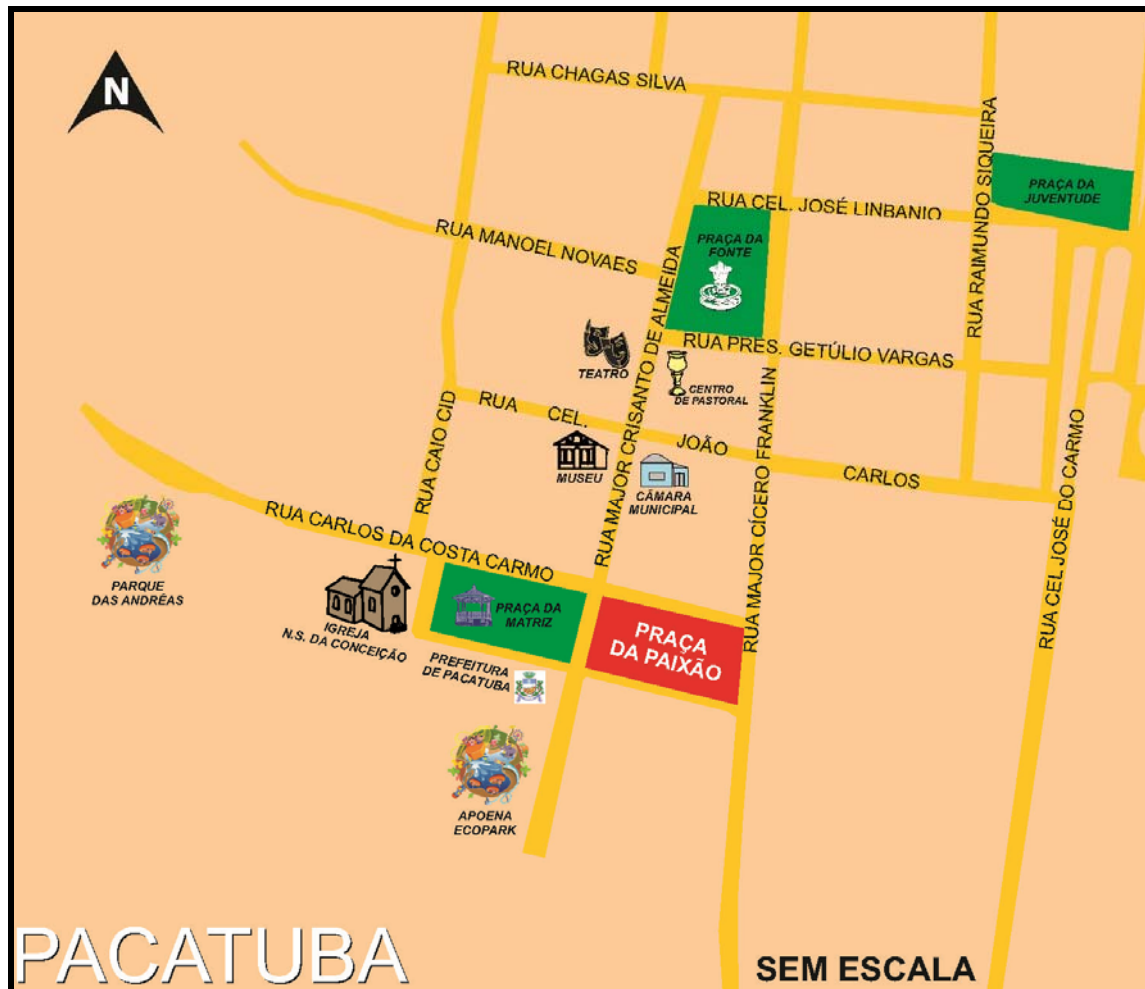 N
RUA CHAGAS SILVA
RUA RAIMUNDO SIQUEIRA
PRAÇA DA
JUVENTUDE
RUA CEL. JOSÉ LINBANIO
RUA MANOEL NOVAES
PRAÇA DA
FONTE
RUA MAJOR CRISANTO DE ALMEIDA
RUA PRES. GETÚLIO VARGAS
TEATRO
CENTRO
DE PASTORAL
RUA CAIO CID
RUA CEL. JOÃO CARLOS
RUA MAJOR CÍCERO FRANKLIN
RUA CEL JOSÉ DO CARMO
MUSEU
CÂMARA
MUNICIPAL
RUA CARLOS DA COSTA CARMO
PARQUE
DAS ANDRÉAS
IGREJA
N.S. DA CONCEIÇÃO
PRAÇA DA
MATRIZ
PRAÇA
DA PAIXÃO
PREFEITURA
DE PACATUBA
APOENA
ECOPARK
PACATUBA
SEM ESCALA